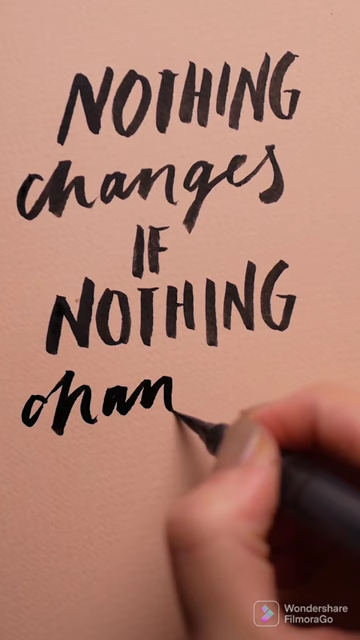 NOTHING
changes
IF
NOTHING
chan
Wondershare
FilmoraGo